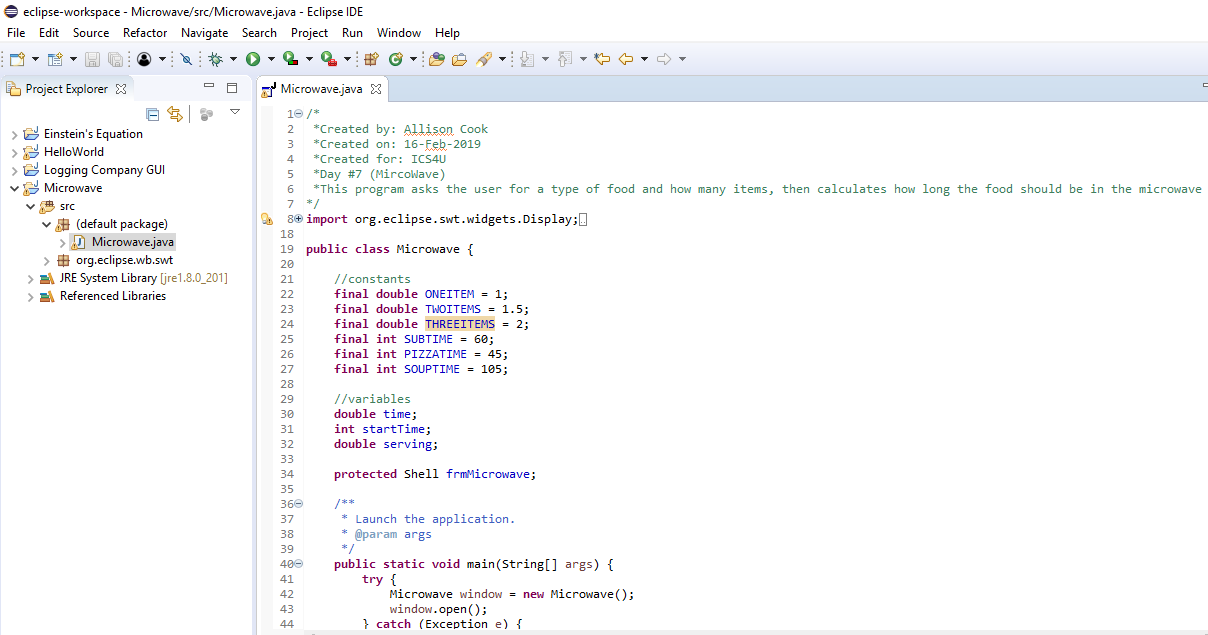 eclipse-workspace - Microwave/src/Microwave.java - Eclipse IDE
File Edit Source Refactor Navigate Search Project Run Window Help
Project Explorer
Einstein's Equation
HelloWorld
Logging Company GUI
Microwave
src
(default package)
Microwave.java
org.eclipse.wb.swt
JRE System Library [jre1.8.0_201]
Referenced Libraries
Microwave.java
1 /*
2 *Created by: Allison Cook
3 *Created on: 16-Feb-2019
4 *Created for: ICS4U
5 *Day #7 (MircoWave)
6 *This program asks the user for a type of food and how many items, then calculates how long the food should be in the microwave
7 */
8 import org.eclipse.swt.widgets.Display;
18
19 public class Microwave {
20
21 //constants
22 final double ONEITEM = 1;
23 final double TWOITEMS = 1.5;
24 final double THREEITEMS = 2;
25 final int SUBTIME = 60;
26 final int PIZZATIME = 45;
27 final int SOUPTIME = 105;
28
29 //variables
30 double time;
31 int startTime;
32 double serving;
33
34 protected Shell frmMicrowave;
35
36 /**
37 * Launch the application.
38 * @param args
39 */
40 public static void main(String[] args) {
41 try {
42 Microwave window = new Microwave();
43 window.open();
44 } catch (Exception e) {